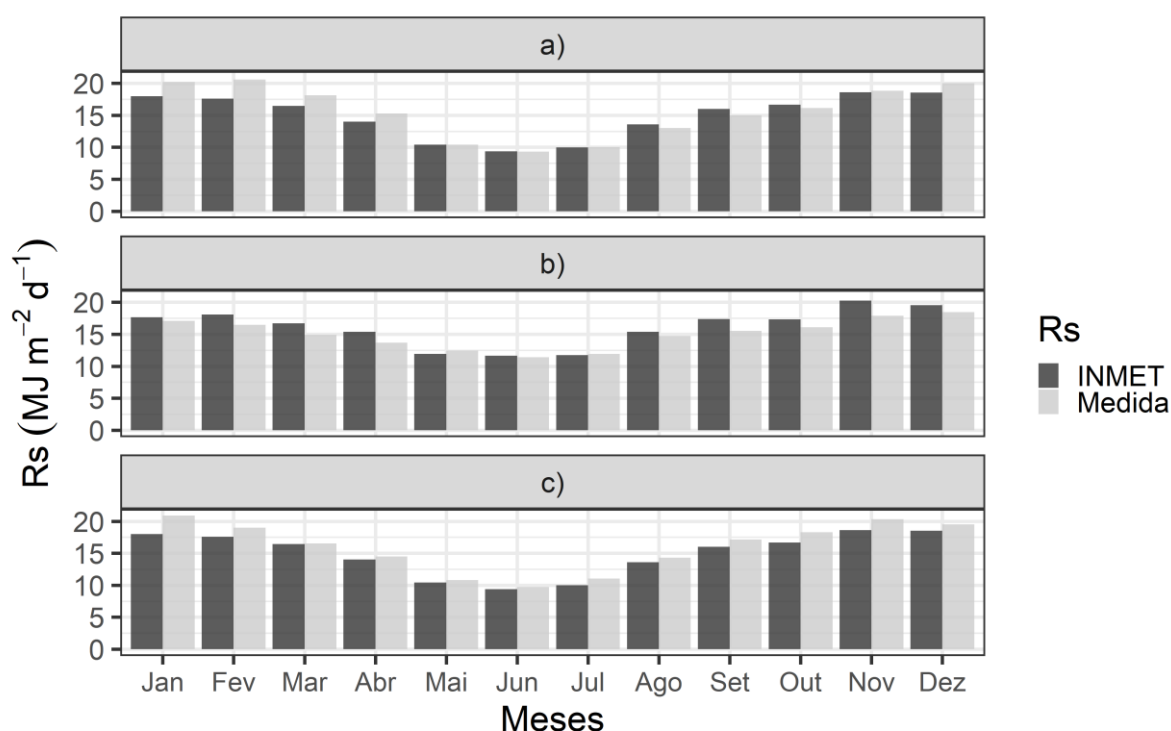 a)
20
15
10
5
0
b)
20
15
10
5
0
c)
20
15
10
5
0
Rs (MJ m⁻² d⁻¹)
Jan Fev Mar Abr Mai Jun Jul Ago Set Out Nov Dez
Meses
Rs
INMET
Medida